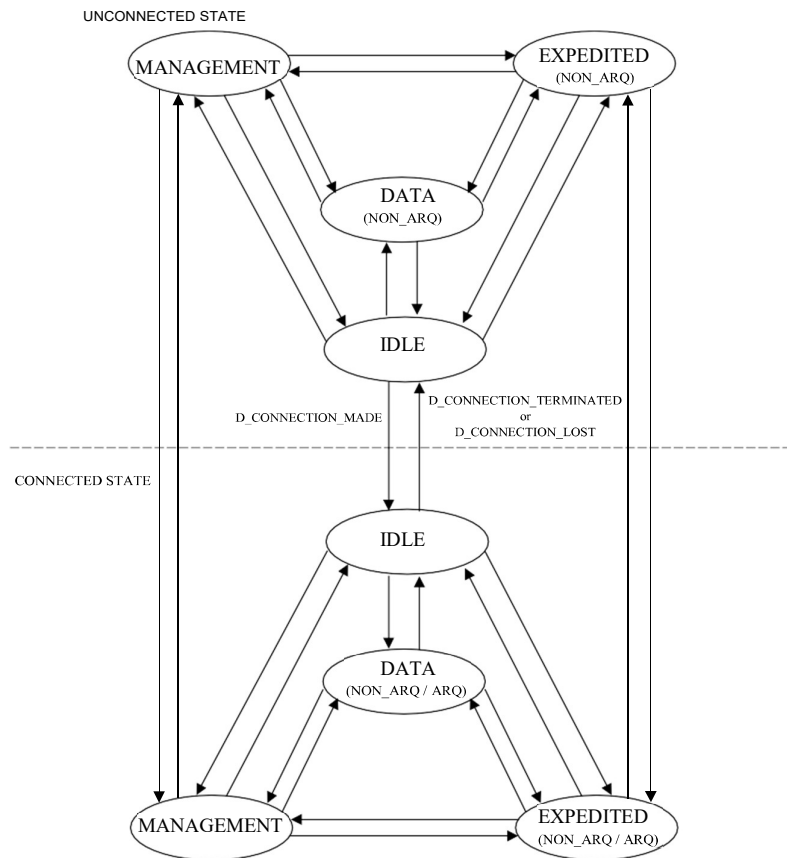 UNCONNECTED STATE
MANAGEMENT
EXPEDITED
(NON_ARQ)
DATA
(NON_ARQ)
IDLE
D_CONNECTION_MADE
D_CONNECTION_TERMINATED
or
D_CONNECTION_LOST
CONNECTED STATE
IDLE
DATA
(NON_ARQ / ARQ)
MANAGEMENT
EXPEDITED
(NON_ARQ / ARQ)